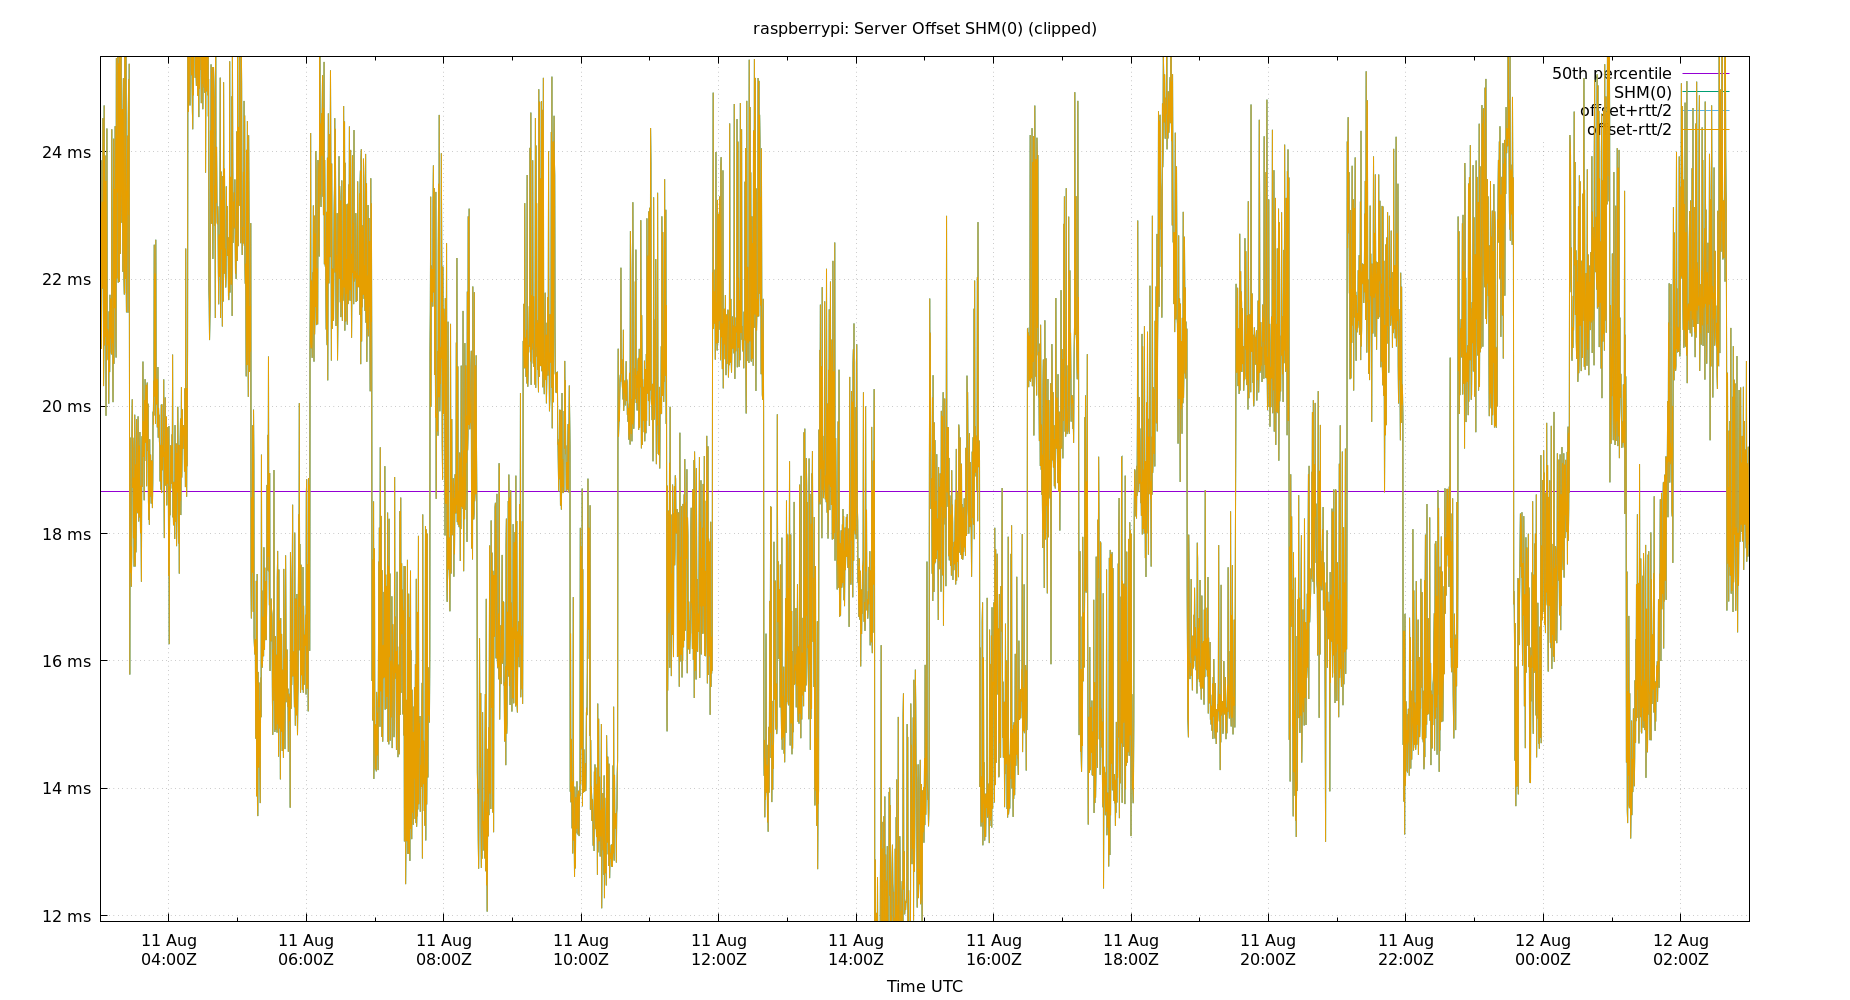 raspberrypi: Server Offset SHM(0) (clipped)
50th percentile
SHM(0)
offset+rtt/2
offset-rtt/2
24 ms
22 ms
20 ms
18 ms
16 ms
14 ms
12 ms
11 Aug 11 Aug 11 Aug 11 Aug 11 Aug 11 Aug 11 Aug 11 Aug 11 Aug 11 Aug 12 Aug 12 Aug
04:00Z 06:00Z 08:00Z 10:00Z 12:00Z 14:00Z 16:00Z 18:00Z 20:00Z 22:00Z 00:00Z 02:00Z
Time UTC